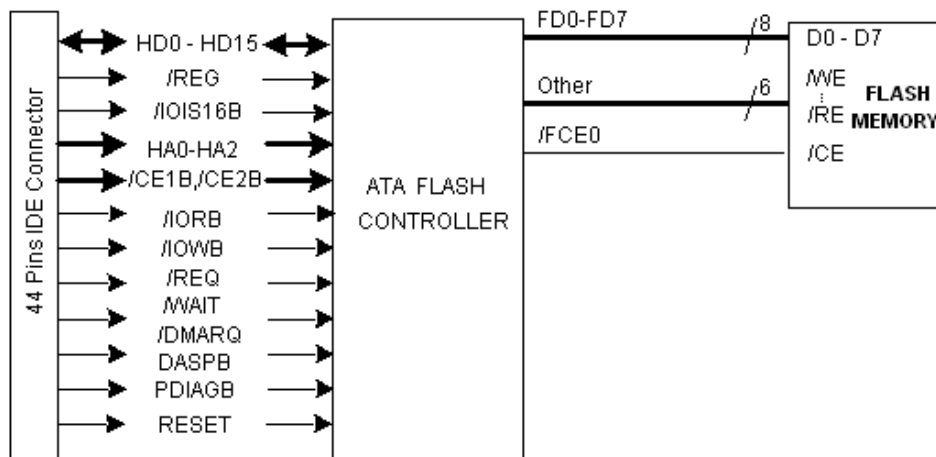 44 Pins IDE Connector
HD0 - HD15
/REG
/IOIS16B
HA0-HA2
/CE1B,/CE2B
/IORB
/IOWB
/REQ
/WAIT
/DMARQ
DASPB
PDIAGB
RESET
ATA FLASH
CONTROLLER
FD0-FD7
8
Other
6
/FCE0
D0 - D7
/WE
/RE
/CE
FLASH
MEMORY